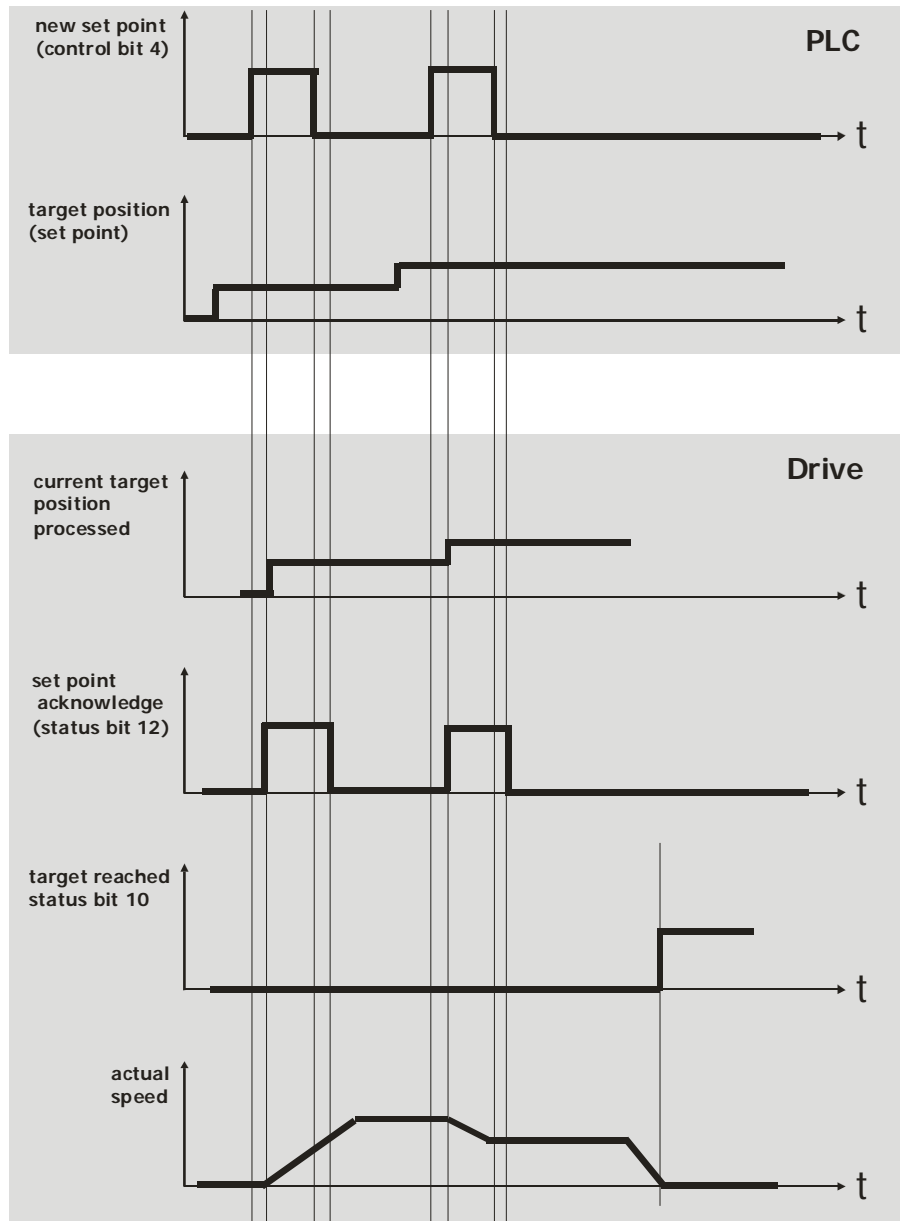 new set point
(control bit 4)
PLC
t
target position
(set point)
t
Drive
current target
position
processed
t
set point
acknowledge
(status bit 12)
t
target reached
status bit 10
t
actual
speed
t